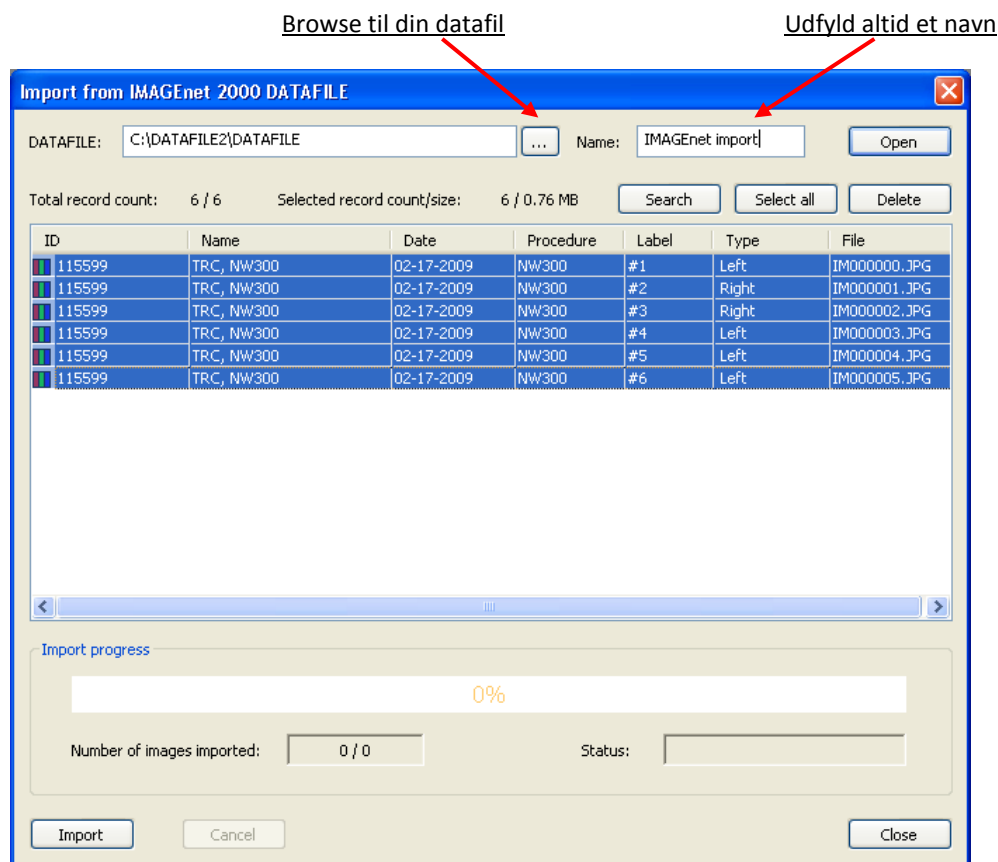 Browse til din datafil Udfyld altid et navn
Import from IMAGEnet 2000 DATAFILE
DATAFILE: C:\DATAFILE2\DATAFILE ... Name: IMAGEnet import Open
Total record count: 6 / 6 Selected record count/size: 6 / 0.76 MB Search Select all Delete
ID Name Date Procedure Label Type File
115599 TRC, NW300 02-17-2009 NW300 #1 Left IM000000.JPG
115599 TRC, NW300 02-17-2009 NW300 #2 Right IM000001.JPG
115599 TRC, NW300 02-17-2009 NW300 #3 Right IM000002.JPG
115599 TRC, NW300 02-17-2009 NW300 #4 Left IM000003.JPG
115599 TRC, NW300 02-17-2009 NW300 #5 Left IM000004.JPG
115599 TRC, NW300 02-17-2009 NW300 #6 Left IM000005.JPG
Import progress
0%
Number of images imported: 0 / 0 Status:
Import Cancel Close